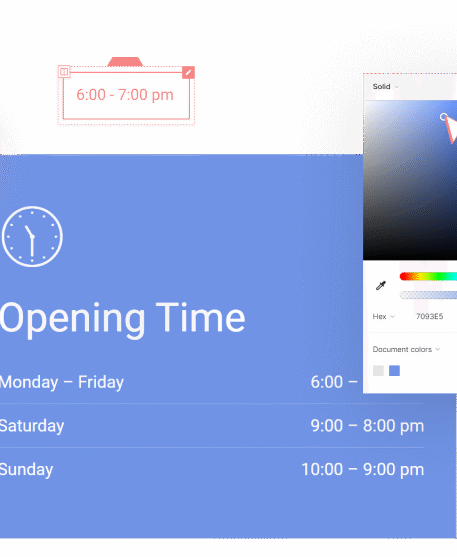 6:00 - 7:00 pm
Solid
Hex 7093E5
Document colors
Opening Time
Monday – Friday 6:00 –
Saturday 9:00 – 8:00 pm
Sunday 10:00 – 9:00 pm